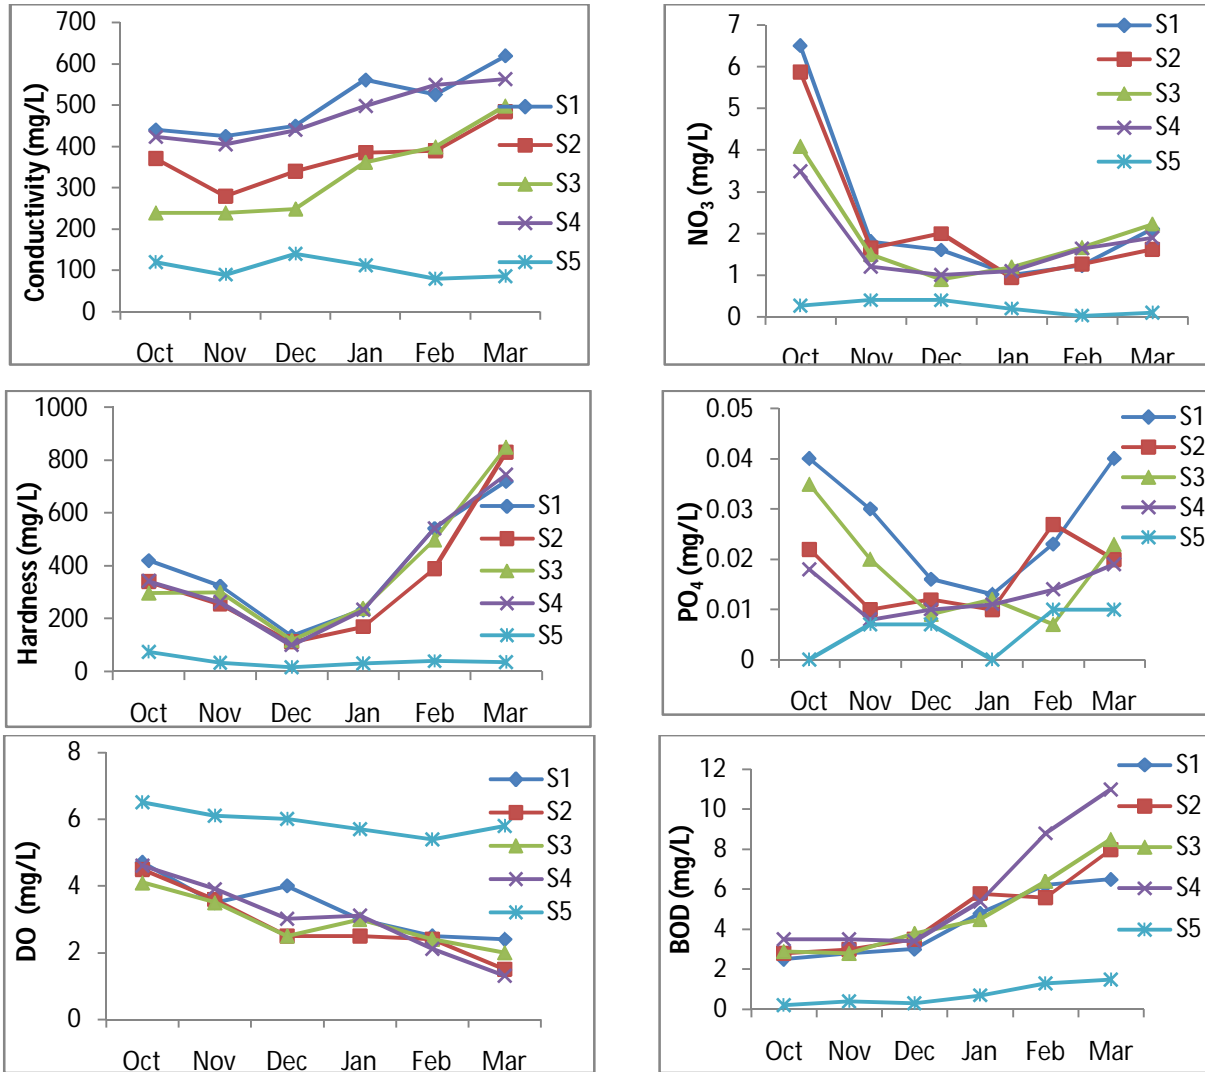 Conductivity (mg/L)
700
600
500
400
300
200
100
0
Oct Nov Dec Jan Feb Mar
S1
S2
S3
S4
S5
NO3 (mg/L)
7
6
5
4
3
2
1
0
Oct Nov Dec Jan Feb Mar
S1
S2
S3
S4
S5
Hardness (mg/L)
1000
800
600
400
200
0
Oct Nov Dec Jan Feb Mar
S1
S2
S3
S4
S5
PO4 (mg/L)
0.05
0.04
0.03
0.02
0.01
0
Oct Nov Dec Jan Feb Mar
S1
S2
S3
S4
S5
DO (mg/L)
8
6
4
2
0
Oct Nov Dec Jan Feb Mar
S1
S2
S3
S4
S5
BOD (mg/L)
12
10
8
6
4
2
0
Oct Nov Dec Jan Feb Mar
S1
S2
S3
S4
S5